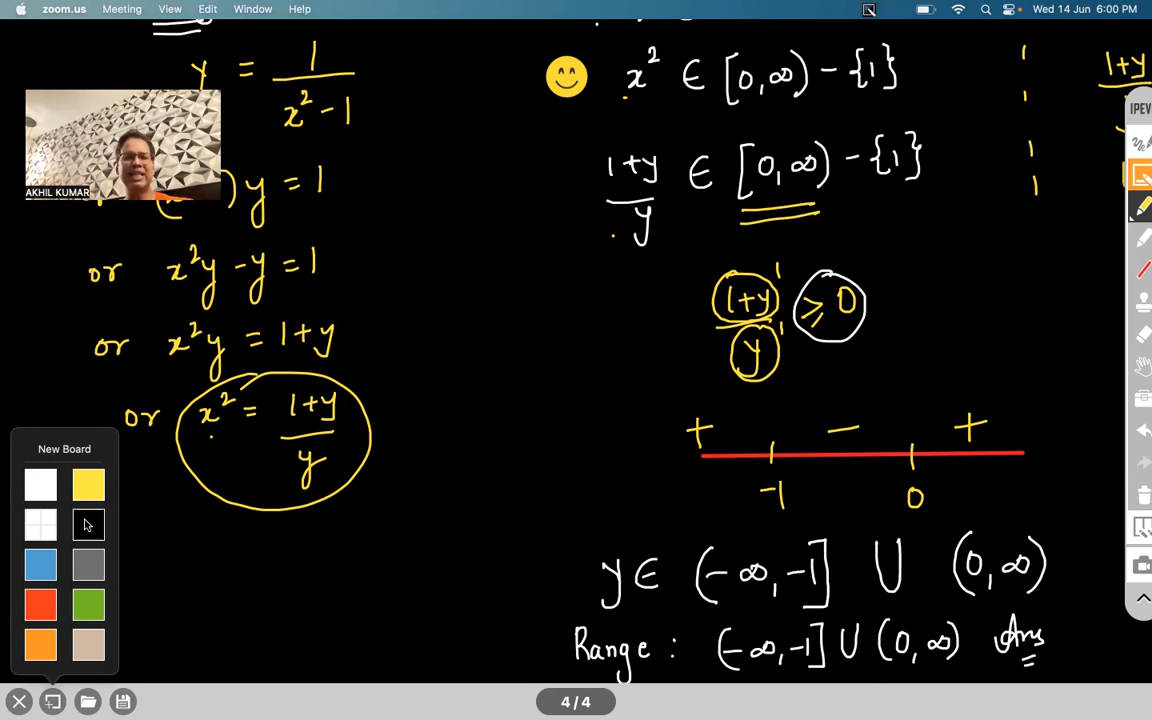 zoom.us Meeting View Edit Window Help Wed 14 Jun 6:00 PM
y = 1/(x² - 1)
AKHIL KUMAR
) y = 1
or x²y - y = 1
or x²y = 1 + y
or x² = (1+y)/y
x² ∈ [0, ∞) - {1}
(1+y)/y ∈ [0, ∞) - {1}
(1+y)/y ≥ 0
+ - +
-1 0
y ∈ (-∞, -1] ∪ (0, ∞)
Range : (-∞, -1] ∪ (0, ∞) Ans
1+y
IPEV
New Board
4 / 4